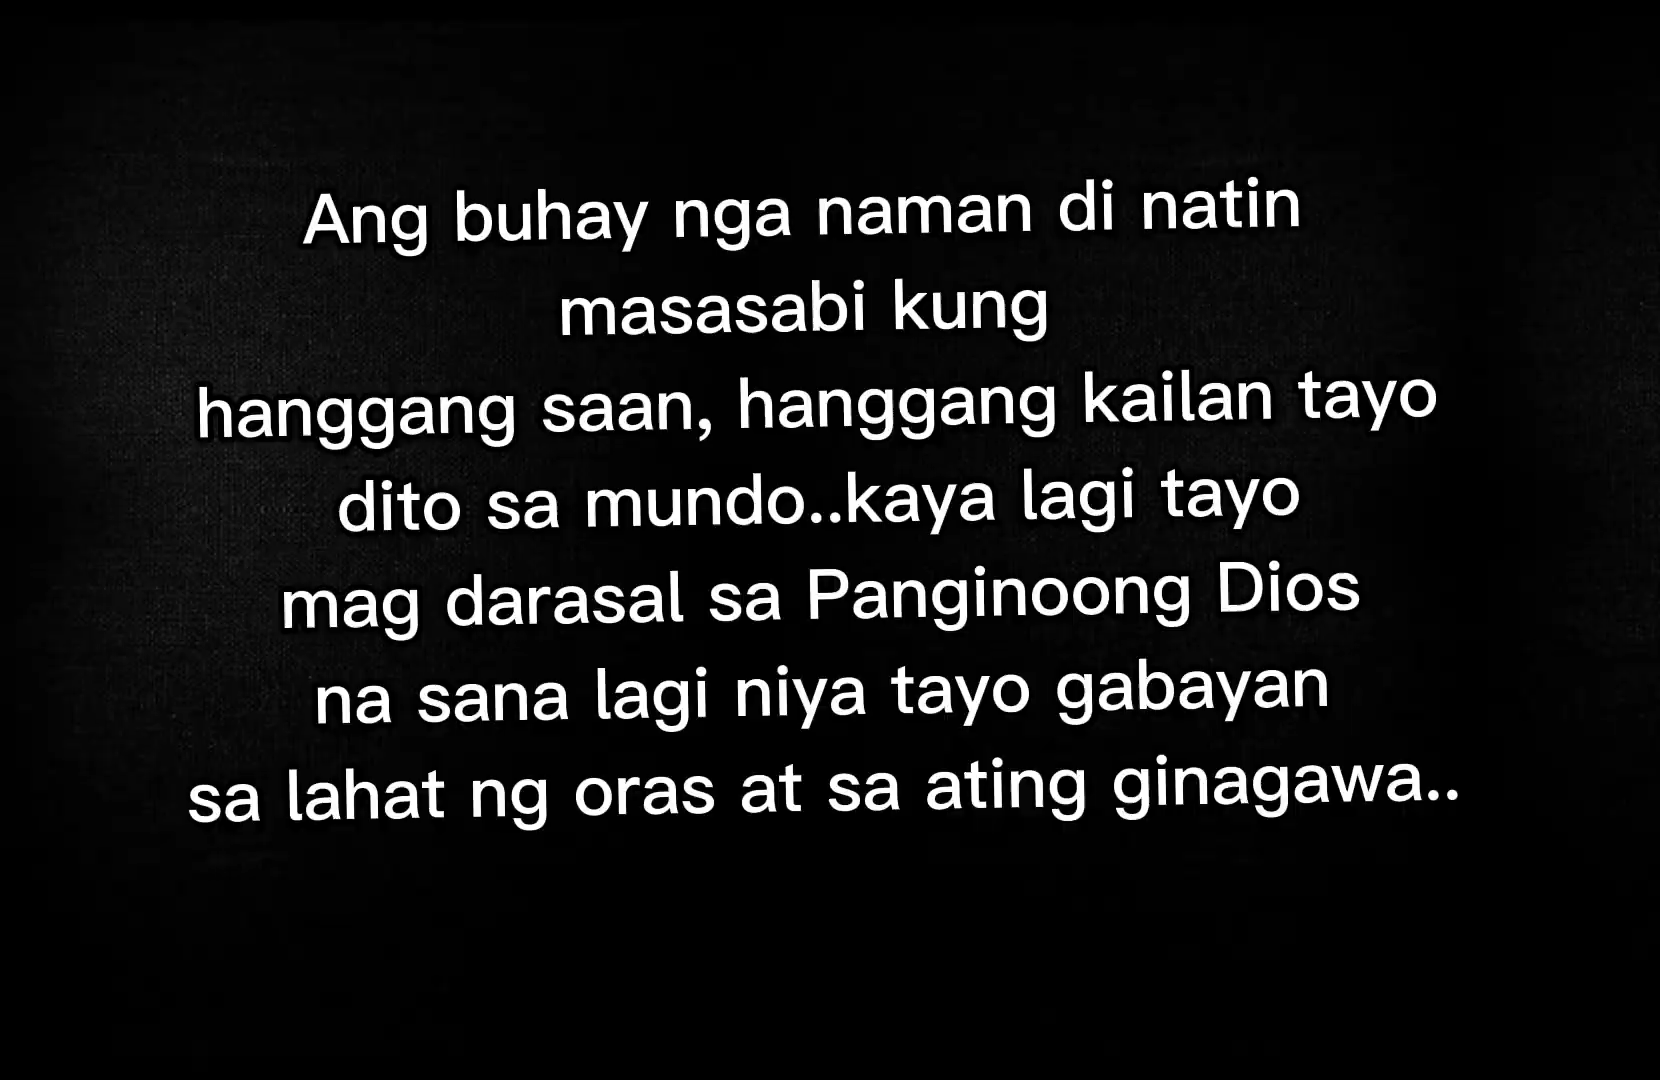 Ang buhay nga naman di natin
masasabi kung
hanggang saan, hanggang kailan tayo
dito sa mundo..kaya lagi tayo
mag darasal sa Panginoong Dios
na sana lagi niya tayo gabayan
sa lahat ng oras at sa ating ginagawa..